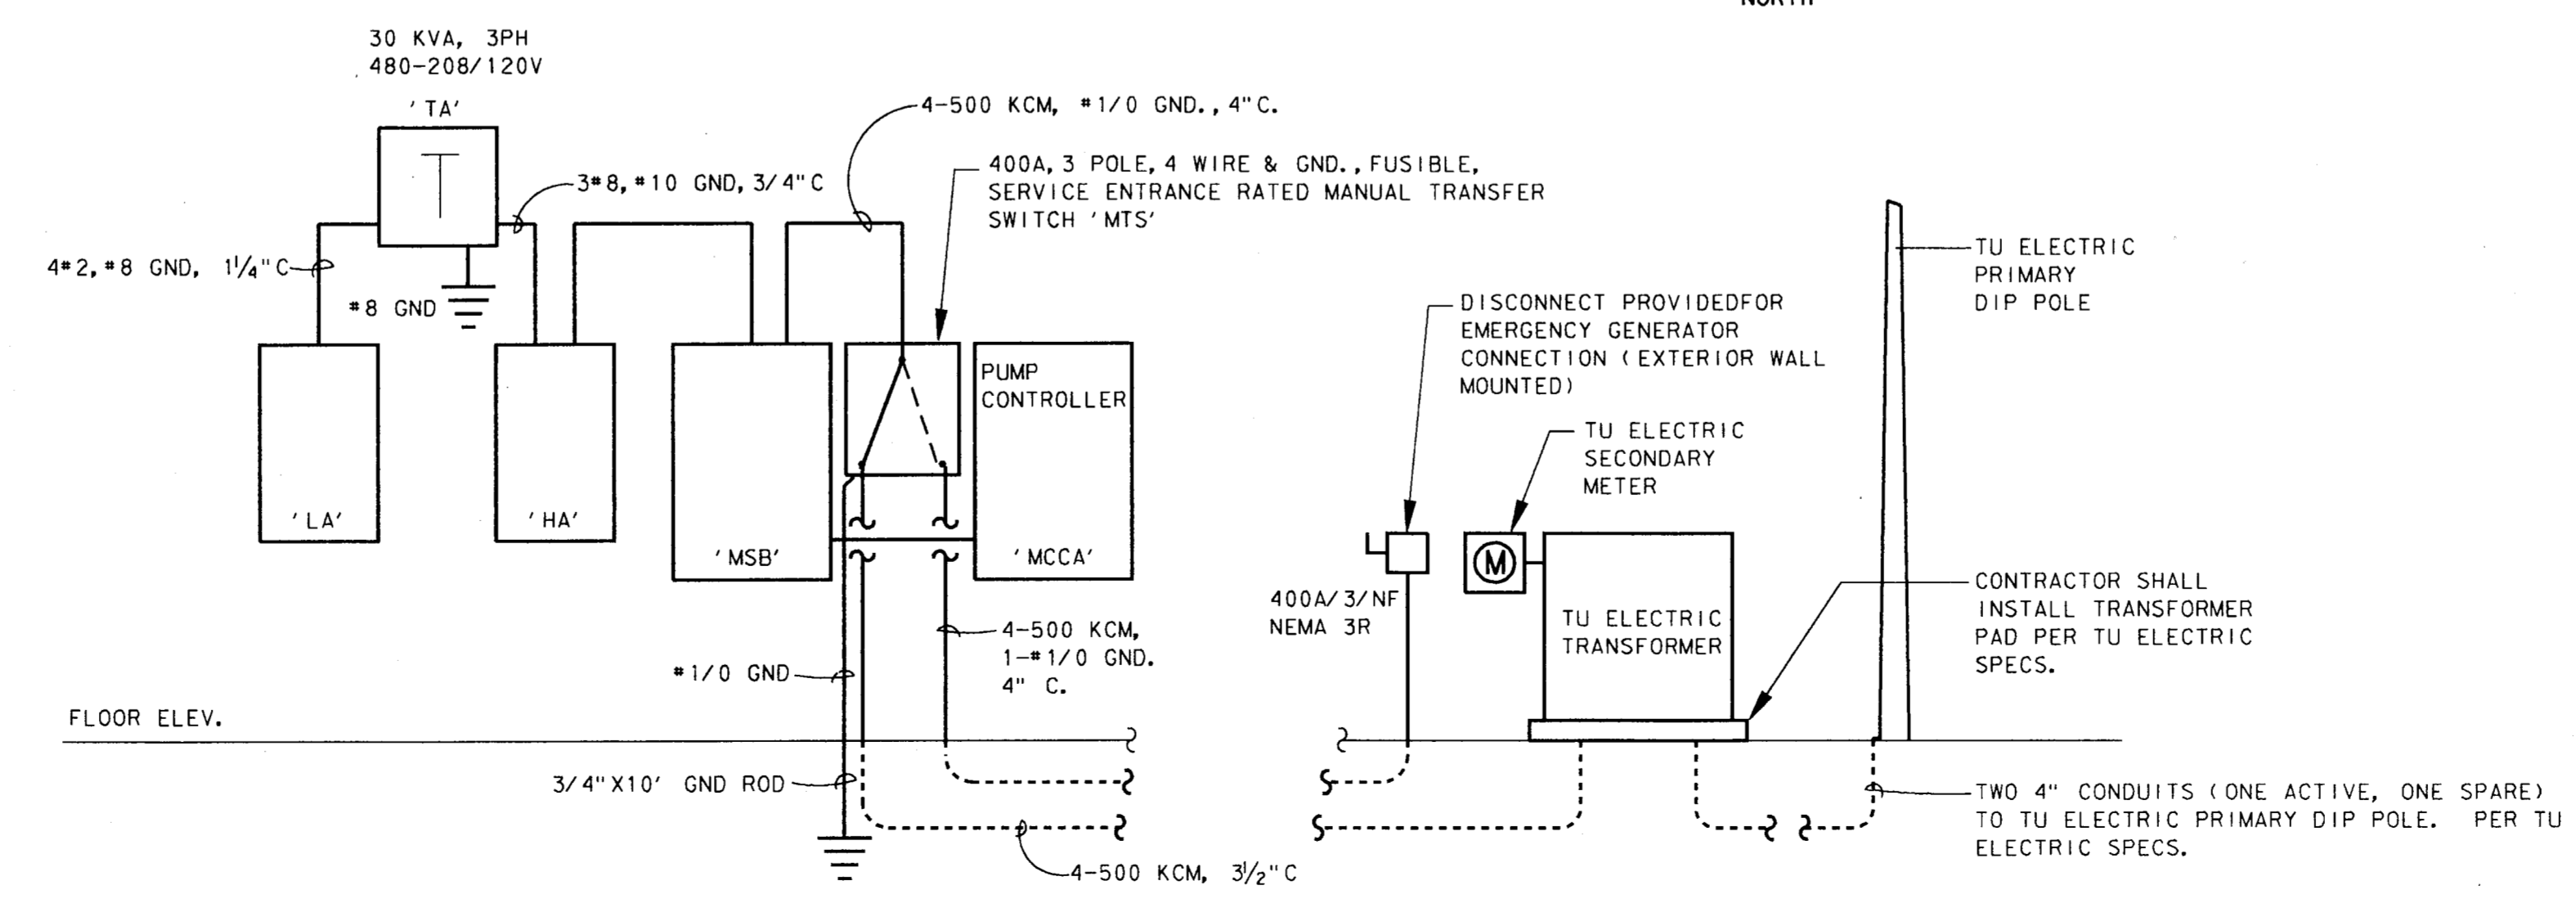 NORTH
30 KVA, 3PH
480-208/120V
'TA'
4-500 KCM, #1/0 GND., 4"C.
3#8, #10 GND, 3/4"C
400A, 3 POLE, 4 WIRE & GND., FUSIBLE,
SERVICE ENTRANCE RATED MANUAL TRANSFER
SWITCH 'MTS'
4#2, #8 GND, 1¼"C
#8 GND
TU ELECTRIC
PRIMARY
DIP POLE
DISCONNECT PROVIDEDFOR
EMERGENCY GENERATOR
CONNECTION (EXTERIOR WALL
MOUNTED)
PUMP
CONTROLLER
TU ELECTRIC
SECONDARY
METER
'LA'
'HA'
'MSB'
'MCCA'
M
400A/3/NF
NEMA 3R
TU ELECTRIC
TRANSFORMER
CONTRACTOR SHALL
INSTALL TRANSFORMER
PAD PER TU ELECTRIC
SPECS.
4-500 KCM,
1-#1/0 GND.
4" C.
#1/0 GND
FLOOR ELEV.
3/4"X10' GND ROD
TWO 4" CONDUITS (ONE ACTIVE, ONE SPARE)
TO TU ELECTRIC PRIMARY DIP POLE. PER TU
ELECTRIC SPECS.
4-500 KCM, 3½"C